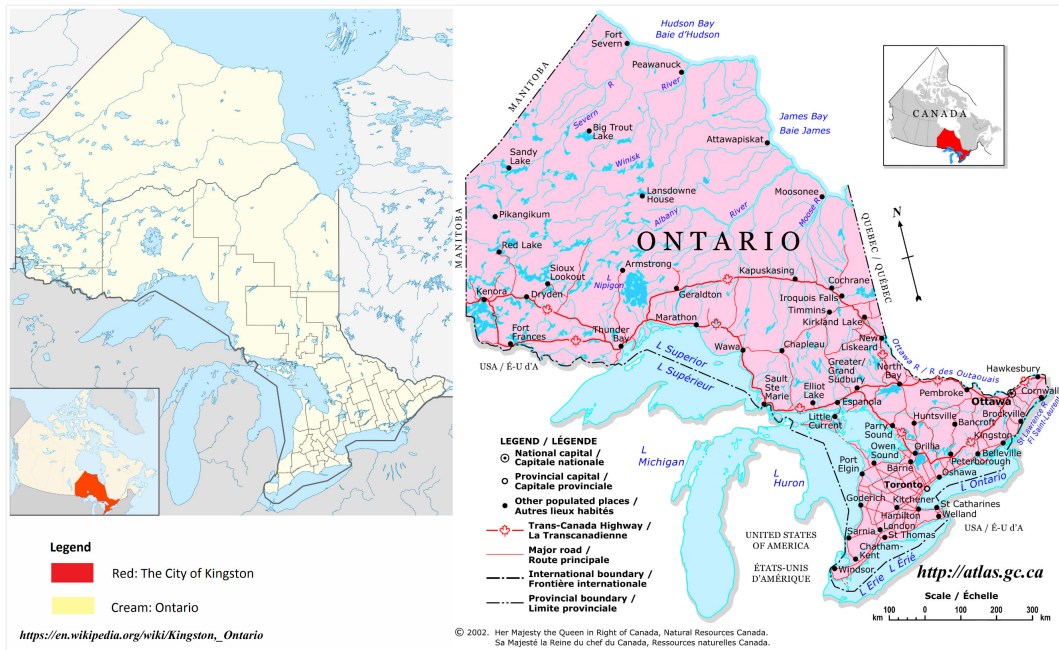 Legend
Red: The City of Kingston
Cream: Ontario
https://en.wikipedia.org/wiki/Kingston,_Ontario
Hudson Bay
Baie d'Hudson
Fort
Severn
Peawanuck
MANITOBA
River
R
Severn
James Bay
Baie James
Big Trout
Lake
Attawapiskat
Sandy
Lake
Winisk
CANADA
Lansdowne
House
Moosonee
Pikangikum
Albany
River
Moose R
MANITOBA
QUEBEC / QUÉBEC
N
ONTARIO
Red Lake
Sioux
Lookout
Armstrong
L
Nipigon
Kapuskasing
Cochrane
Kenora
Dryden
Geraldton
Iroquois Falls
Timmins
Marathon
Kirkland Lake
Fort
Frances
Thunder
Bay
Wawa
Chapleau
New
Liskeard
USA / É-U d'A
L Superior
L Supérieur
Greater/
Grand
Sudbury
North
Bay
Ottawa R / R des Outaouais
Hawkesbury
Sault
Ste
Marie
Elliot
Lake
Espanola
Pembroke
Ottawa
Cornwall
Little
Current
Parry
Sound
Huntsville
Bancroft
Brockville
Kingston
St Lawrence R
Fl Saint-Laurent
Owen
Sound
Orillia
Belleville
Peterborough
Barrie
Oshawa
Port
Elgin
L
Michigan
L
Huron
Toronto
L Ontario
Goderich
Kitchener
St Catharines
Hamilton
Welland
London
Sarnia
St Thomas
USA / É-U d'A
UNITED STATES
OF AMERICA
Chatham-
Kent
ÉTATS-UNIS
D'AMÉRIQUE
Windsor
L Erie
L Érié
LEGEND / LÉGENDE
National capital /
Capitale nationale
Provincial capital /
Capitale provinciale
Other populated places /
Autres lieux habités
Trans-Canada Highway /
La Transcanadienne
Major road /
Route principale
International boundary /
Frontière internationale
Provincial boundary /
Limite provinciale
http://atlas.gc.ca
Scale / Échelle
100 0 100 200 300
km km
© 2002. Her Majesty the Queen in Right of Canada, Natural Resources Canada.
Sa Majesté la Reine du chef du Canada, Ressources naturelles Canada.